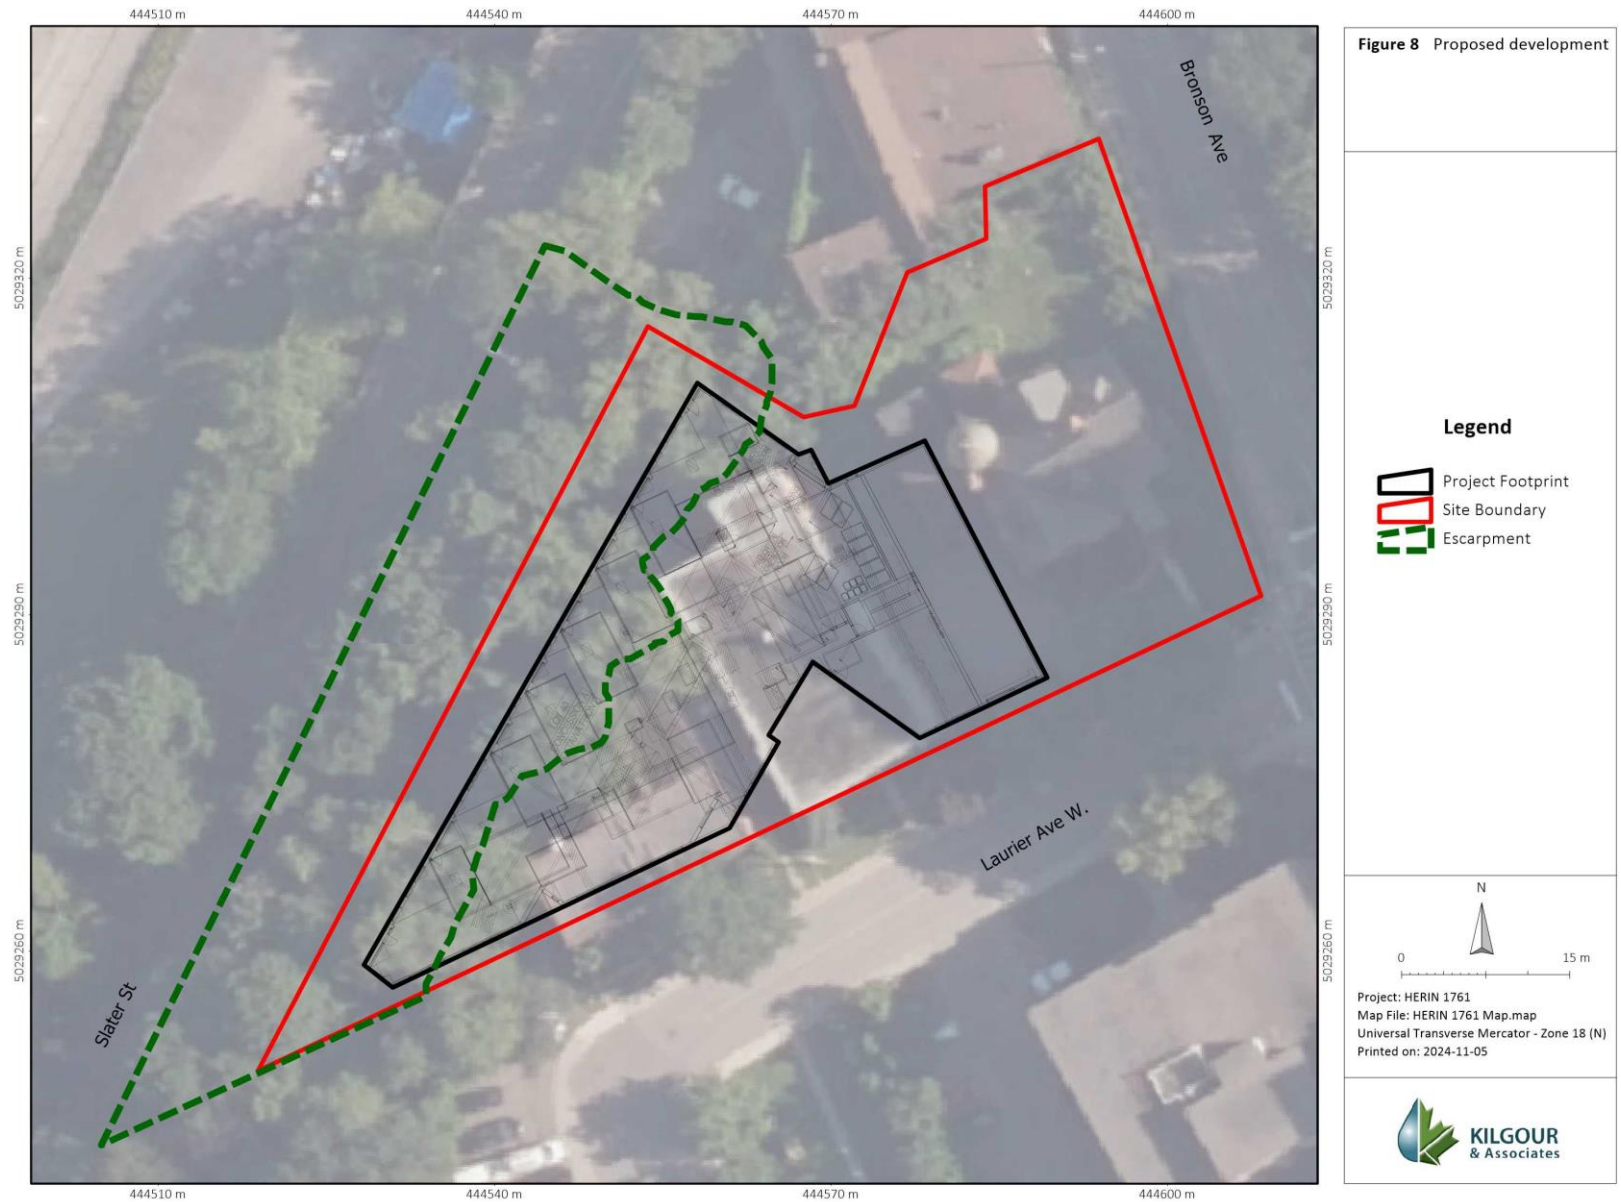 444510 m
444540 m
444570 m
444600 m
5029320 m
5029290 m
5029260 m
Bronson Ave
Laurier Ave W.
Slater St
5029320 m
5029290 m
5029260 m
444510 m
444540 m
444570 m
444600 m
Figure 8 Proposed development
Legend
Project Footprint
Site Boundary
Escarpment
N
0 15 m
Project: HERIN 1761
Map File: HERIN 1761 Map.map
Universal Transverse Mercator - Zone 18 (N)
Printed on: 2024-11-05
KILGOUR
& Associates